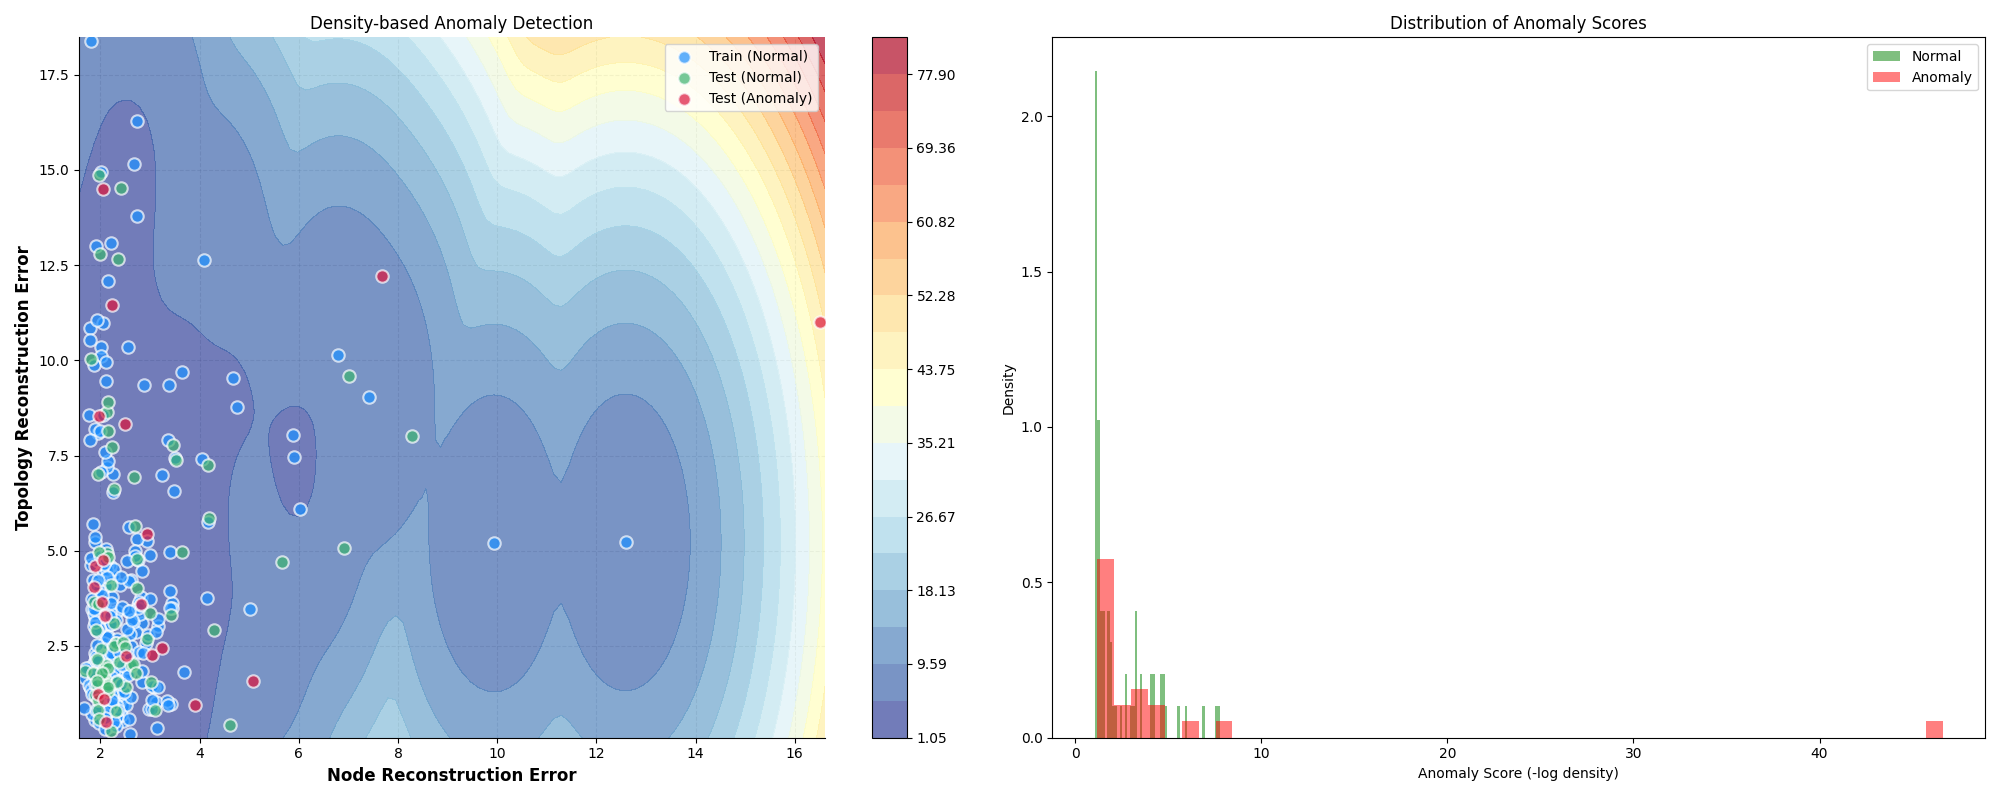 Density-based Anomaly Detection
Topology Reconstruction Error
17.5
15.0
12.5
10.0
7.5
5.0
2.5
Train (Normal)
Test (Normal)
Test (Anomaly)
2 4 6 8 10 12 14 16
Node Reconstruction Error
77.90
69.36
60.82
52.28
43.75
35.21
26.67
18.13
9.59
1.05
Distribution of Anomaly Scores
Density
2.0
1.5
1.0
0.5
0.0
Normal
Anomaly
0 10 20 30 40
Anomaly Score (-log density)